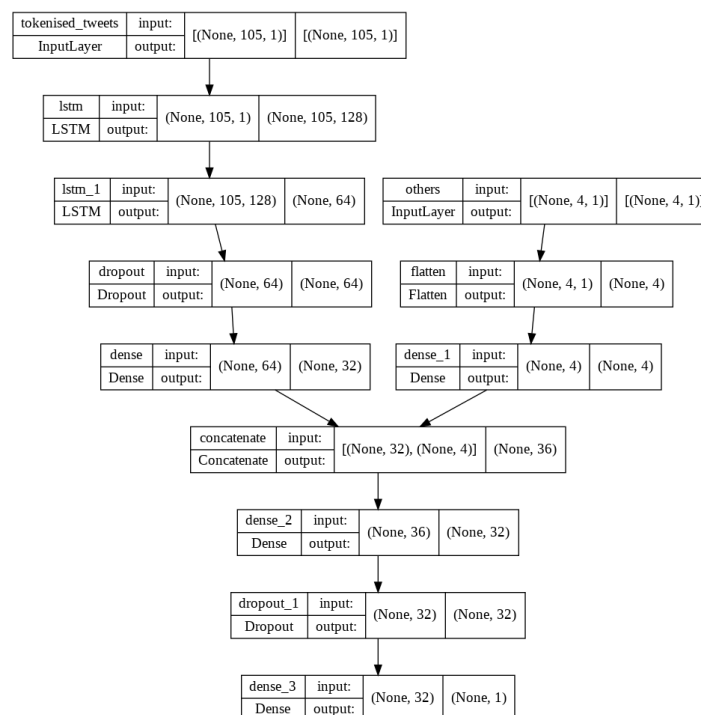 tokenised_tweets input: [(None, 105, 1)] [(None, 105, 1)]
InputLayer output:
lstm input: (None, 105, 1) (None, 105, 128)
LSTM output:
lstm_1 input: (None, 105, 128) (None, 64)
LSTM output:
others input: [(None, 4, 1)] [(None, 4, 1)]
InputLayer output:
dropout input: (None, 64) (None, 64)
Dropout output:
flatten input: (None, 4, 1) (None, 4)
Flatten output:
dense input: (None, 64) (None, 32)
Dense output:
dense_1 input: (None, 4) (None, 4)
Dense output:
concatenate input: [(None, 32), (None, 4)] (None, 36)
Concatenate output:
dense_2 input: (None, 36) (None, 32)
Dense output:
dropout_1 input: (None, 32) (None, 32)
Dropout output:
dense_3 input: (None, 32) (None, 1)
Dense output: